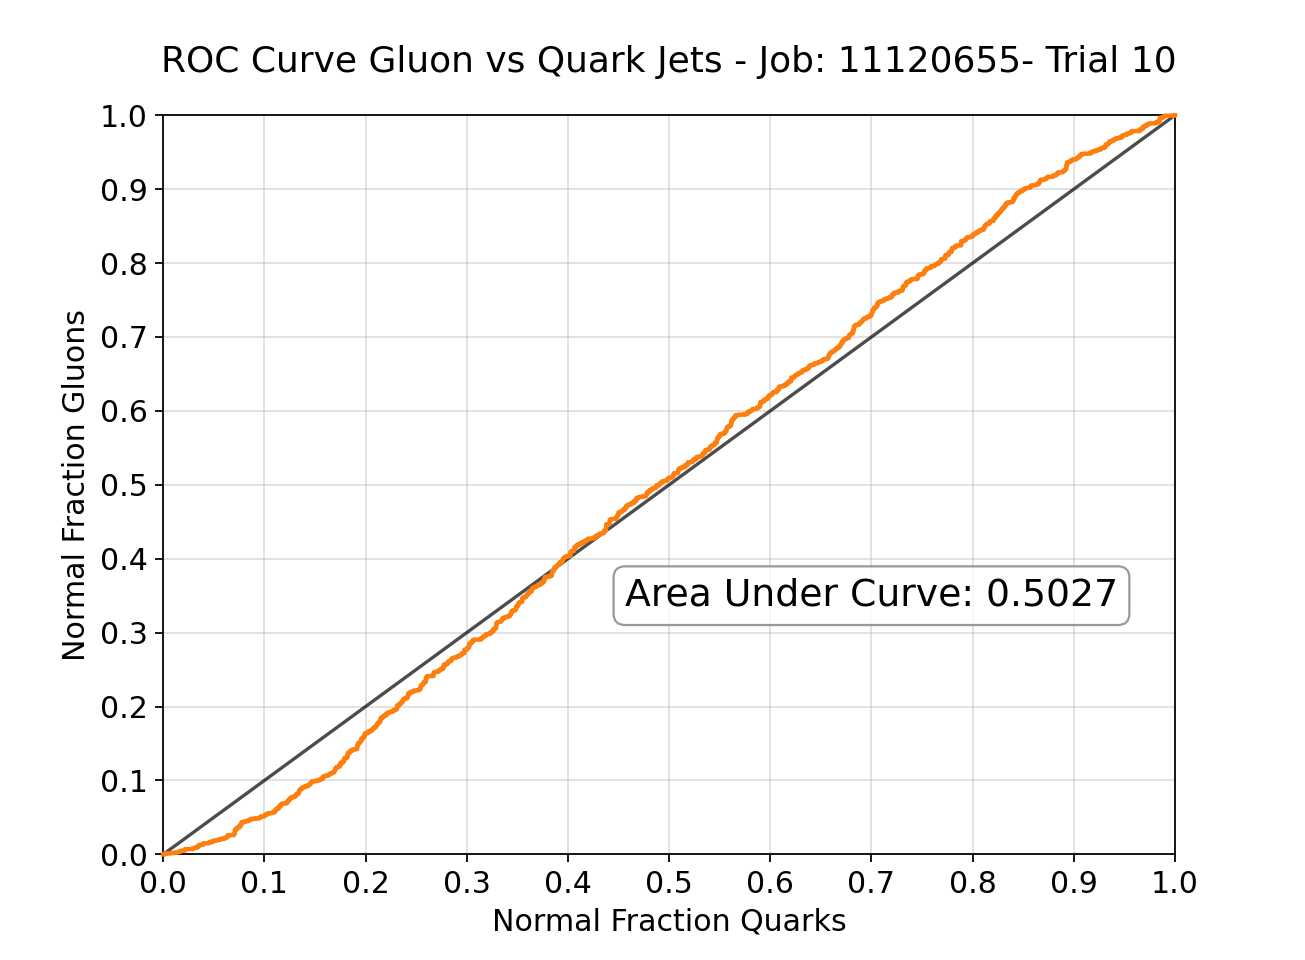 ROC Curve Gluon vs Quark Jets - Job: 11120655- Trial 10
1.0
0.9
0.8
0.7
0.6
0.5
0.4
0.3
0.2
0.1
0.0
Normal Fraction Gluons
Area Under Curve: 0.5027
0.0 0.1 0.2 0.3 0.4 0.5 0.6 0.7 0.8 0.9 1.0
Normal Fraction Quarks